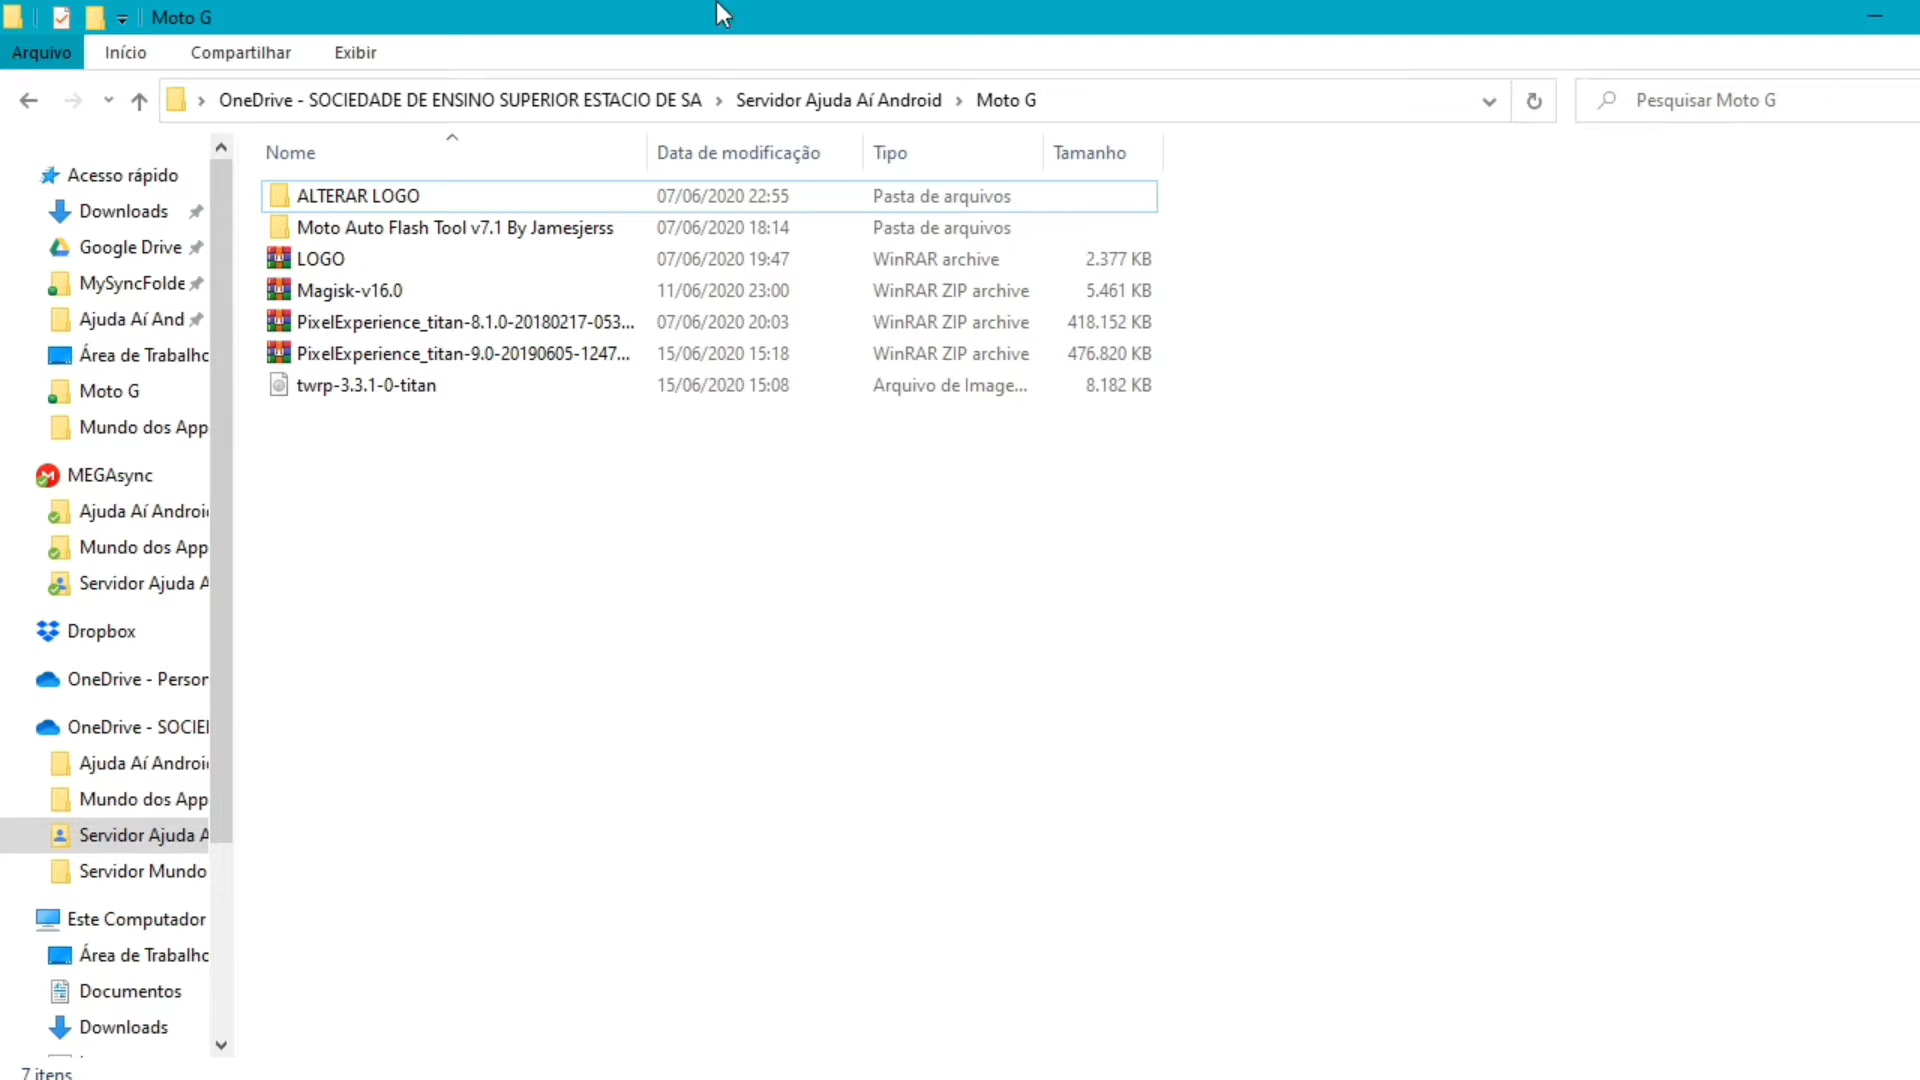 Moto G
Arquivo Início Compartilhar Exibir
OneDrive - SOCIEDADE DE ENSINO SUPERIOR ESTACIO DE SA › Servidor Ajuda Aí Android › Moto G
Pesquisar Moto G
Nome Data de modificação Tipo Tamanho
ALTERAR LOGO 07/06/2020 22:55 Pasta de arquivos
Moto Auto Flash Tool v7.1 By Jamesjerss 07/06/2020 18:14 Pasta de arquivos
LOGO 07/06/2020 19:47 WinRAR archive 2.377 KB
Magisk-v16.0 11/06/2020 23:00 WinRAR ZIP archive 5.461 KB
PixelExperience_titan-8.1.0-20180217-053... 07/06/2020 20:03 WinRAR ZIP archive 418.152 KB
PixelExperience_titan-9.0-20190605-1247... 15/06/2020 15:18 WinRAR ZIP archive 476.820 KB
twrp-3.3.1-0-titan 15/06/2020 15:08 Arquivo de Image... 8.182 KB
Acesso rápido
Downloads
Google Drive
MySyncFolde
Ajuda Aí And
Área de Trabalho
Moto G
Mundo dos App
MEGAsync
Ajuda Aí Androi
Mundo dos App
Servidor Ajuda A
Dropbox
OneDrive - Person
OneDrive - SOCIE
Ajuda Aí Androi
Mundo dos App
Servidor Ajuda A
Servidor Mundo
Este Computador
Área de Trabalho
Documentos
Downloads
7 itens